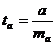 t_α = a / m_α